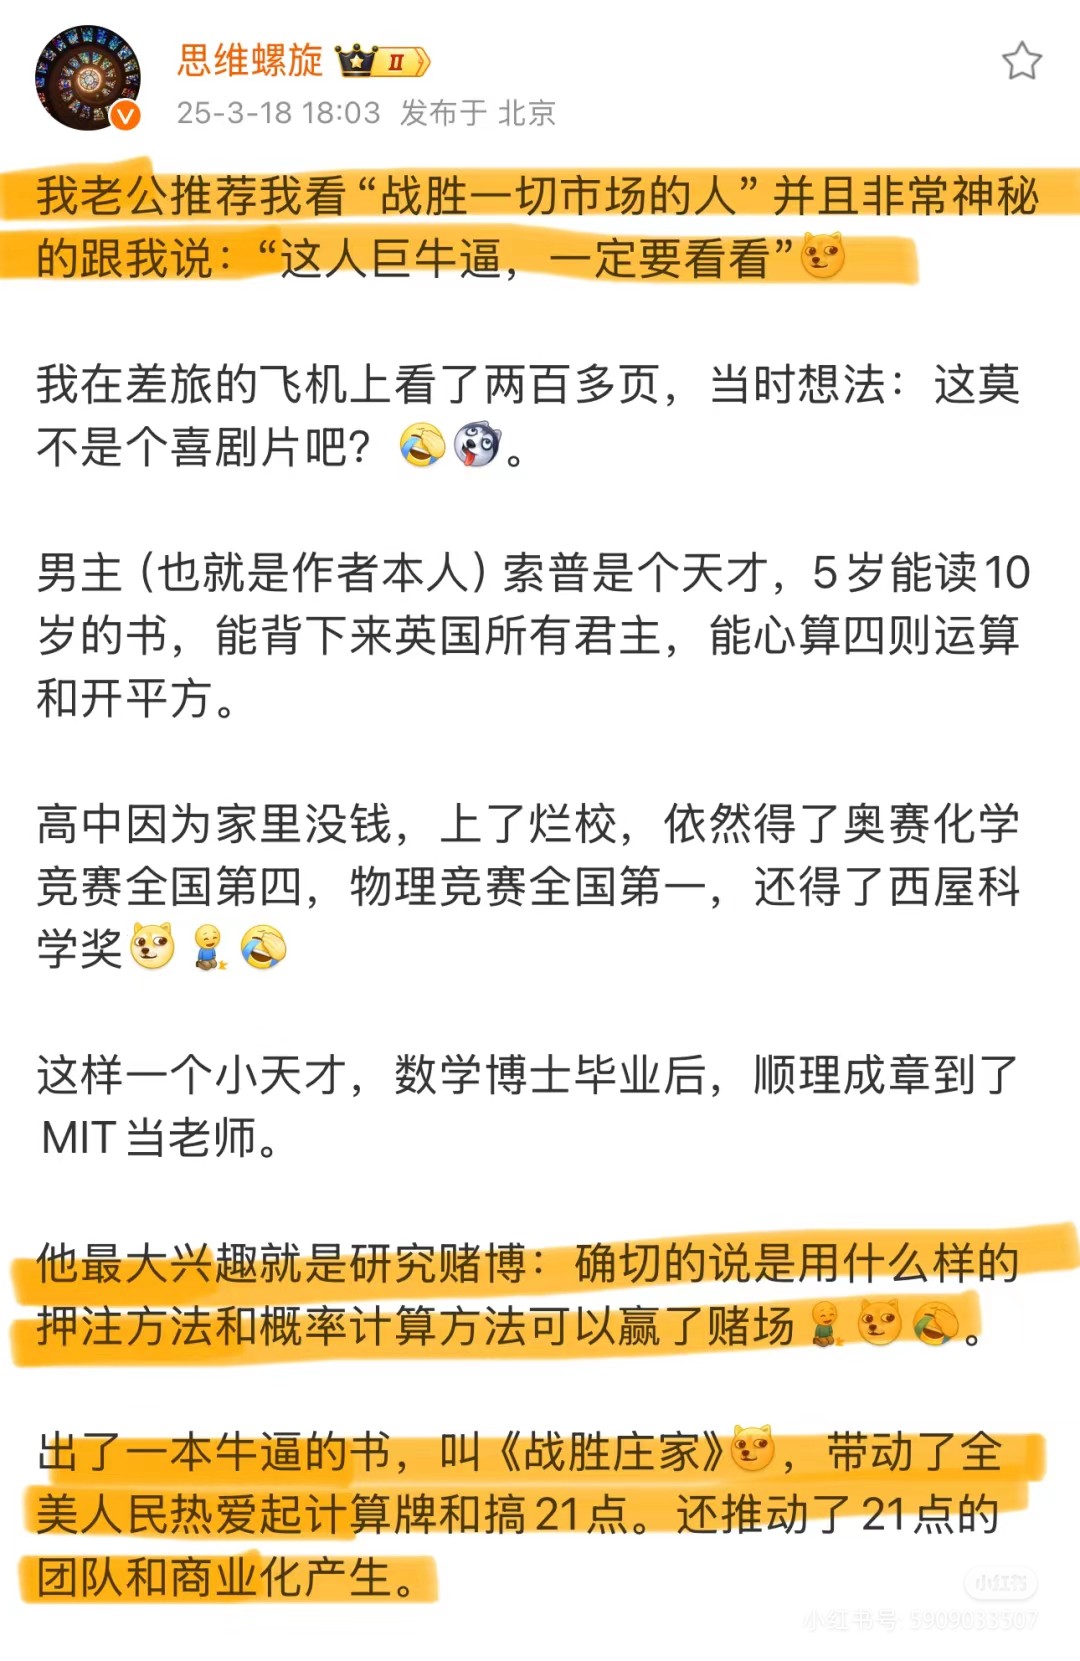 思维螺旋 II
25-3-18 18:03 发布于 北京
我老公推荐我看“战胜一切市场的人”并且非常神秘
的跟我说：“这人巨牛逼，一定要看看”
我在差旅的飞机上看了两百多页，当时想法：这莫
不是个喜剧片吧？。
男主（也就是作者本人）索普是个天才，5岁能读10
岁的书，能背下来英国所有君主，能心算四则运算
和开平方。
高中因为家里没钱，上了烂校，依然得了奥赛化学
竞赛全国第四，物理竞赛全国第一，还得了西屋科
学奖
这样一个小天才，数学博士毕业后，顺理成章到了
MIT当老师。
他最大兴趣就是研究赌博：确切的说是用什么样的
押注方法和概率计算方法可以赢了赌场。
出了一本牛逼的书，叫《战胜庄家》，带动了全
美人民热爱起计算牌和搞21点。还推动了21点的
团队和商业化产生。
小红书
小红书号: 5909033507